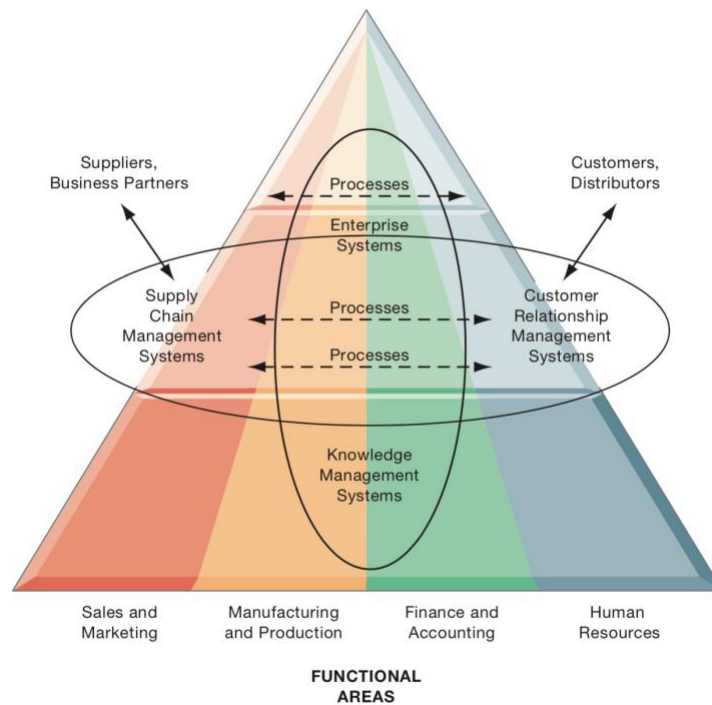 Suppliers,
Business Partners
Customers,
Distributors
Processes
Enterprise
Systems
Supply
Chain
Management
Systems
Processes
Processes
Customer
Relationship
Management
Systems
Knowledge
Management
Systems
Sales and
Marketing
Manufacturing
and Production
Finance and
Accounting
Human
Resources
FUNCTIONAL
AREAS